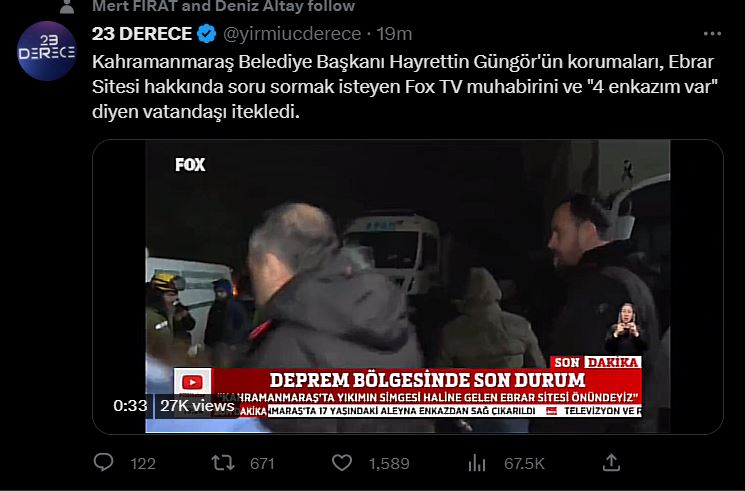 Mert FIRAT and Deniz Altay follow
23 DERECE @yirmiucderece · 19m
23
DERECE
Kahramanmaraş Belediye Başkanı Hayrettin Güngör'ün korumaları, Ebrar
Sitesi hakkında soru sormak isteyen Fox TV muhabirini ve "4 enkazım var"
diyen vatandaşı itekledi.
FOX
SON DAKİKA
DEPREM BÖLGESİNDE SON DURUM
"KAHRAMANMARAŞ'TA YIKIMIN SİMGESİ HALİNE GELEN EBRAR SİTESİ ÖNÜNDEYİZ"
0:33 27K views
SON DAKİKA NMARAŞ'TA 17 YAŞINDAKİ ALEYNA ENKAZDAN SAĞ ÇIKARILDI TELEVİZYON VE R
122 671 1,589 67.5K